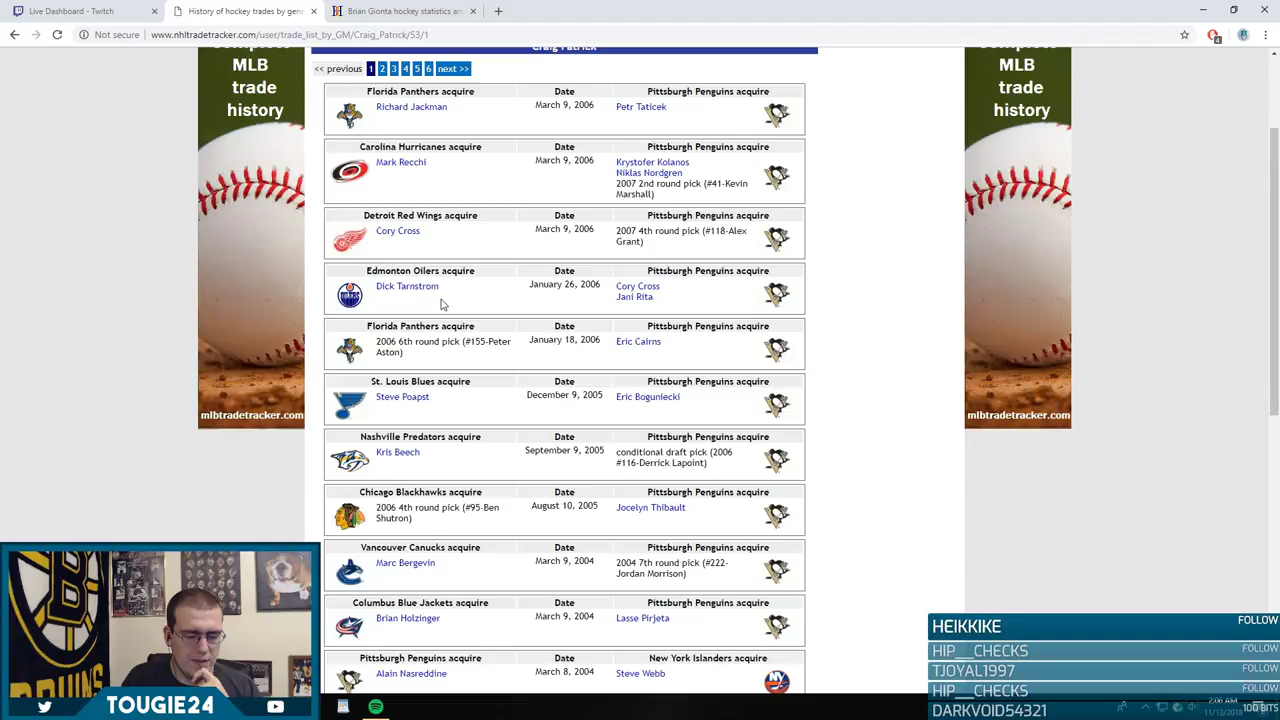 Live Dashboard - Twitch
History of hockey trades by gene
Brian Gionta hockey statistics an
Not secure
www.nhltradetracker.com/user/trade_list_by_GM/Craig_Patrick/53/1
Craig Patrick
MLB
trade
history
mlbtradetracker.com
<< previous 1 2 3 4 5 6 next >>
Florida Panthers acquire Date Pittsburgh Penguins acquire
Richard Jackman March 9, 2006 Petr Taticek
Carolina Hurricanes acquire Date Pittsburgh Penguins acquire
Mark Recchi March 9, 2006 Krystofer Kolanos
Niklas Nordgren
2007 2nd round pick (#41-Kevin
Marshall)
Detroit Red Wings acquire Date Pittsburgh Penguins acquire
Cory Cross March 9, 2006 2007 4th round pick (#118-Alex
Grant)
Edmonton Oilers acquire Date Pittsburgh Penguins acquire
Dick Tarnstrom January 26, 2006 Cory Cross
Jani Rita
Florida Panthers acquire Date Pittsburgh Penguins acquire
2006 6th round pick (#155-Peter January 18, 2006 Eric Cairns
Aston)
St. Louis Blues acquire Date Pittsburgh Penguins acquire
Steve Poapst December 9, 2005 Eric Boguniecki
Nashville Predators acquire Date Pittsburgh Penguins acquire
Kris Beech September 9, 2005 conditional draft pick (2006
#116-Derrick Lapoint)
Chicago Blackhawks acquire Date Pittsburgh Penguins acquire
2006 4th round pick (#95-Ben August 10, 2005 Jocelyn Thibault
Shutron)
Vancouver Canucks acquire Date Pittsburgh Penguins acquire
Marc Bergevin March 9, 2004 2004 7th round pick (#222-
Jordan Morrison)
Columbus Blue Jackets acquire Date Pittsburgh Penguins acquire
Brian Holzinger March 9, 2004 Lasse Pirjeta
Pittsburgh Penguins acquire Date New York Islanders acquire
Alain Nasreddine March 8, 2004 Steve Webb
MLB
trade
history
mlbtradetracker.com
B
BRUINS
TOUGIE24
HEIKKIKE FOLLOW
HIP__CHECKS FOLLOW
TJOYAL1997 FOLLOW
HIP__CHECKS FOLLOW
DARKVOID54321 100 BITS
2:06 AM
11/13/2018